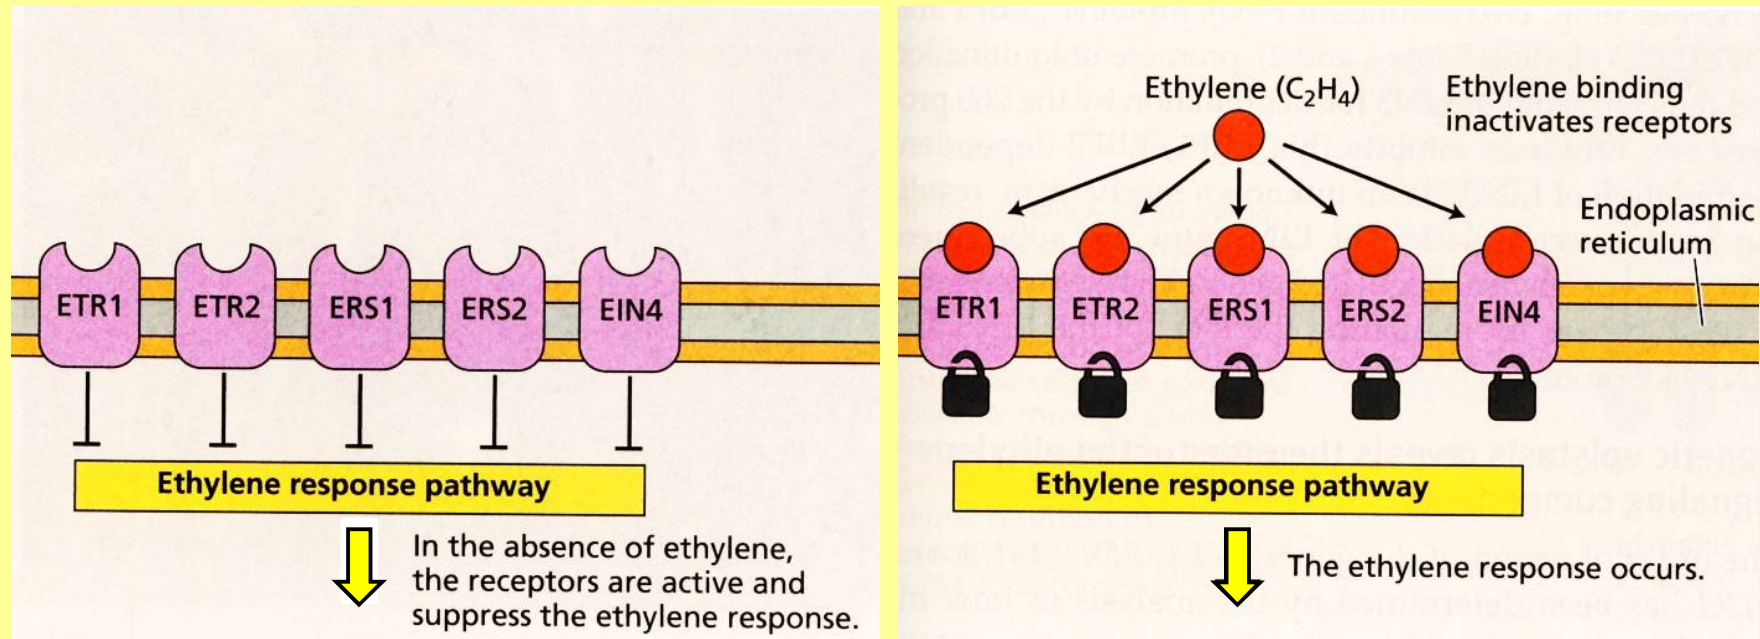 ETR1 ETR2 ERS1 ERS2 EIN4
Ethylene response pathway
In the absence of ethylene,
the receptors are active and
suppress the ethylene response.
Ethylene (C₂H₄)
Ethylene binding
inactivates receptors
Endoplasmic
reticulum
ETR1 ETR2 ERS1 ERS2 EIN4
Ethylene response pathway
The ethylene response occurs.